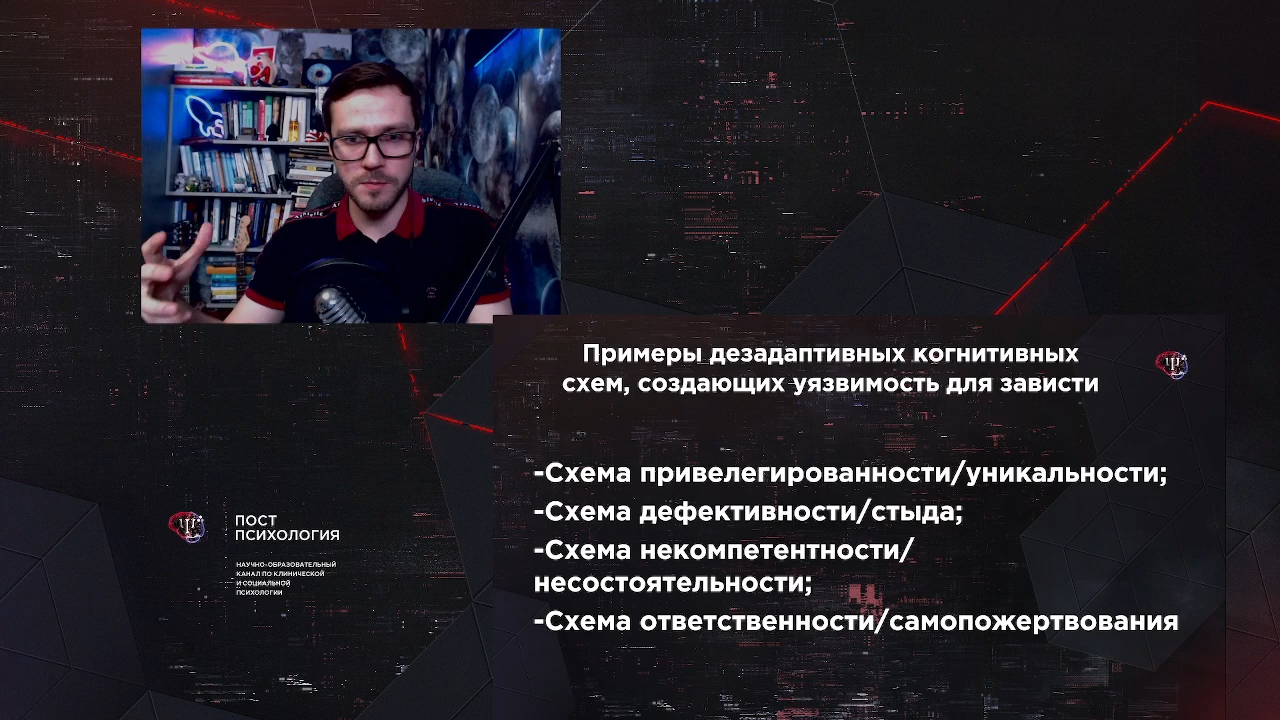 Примеры дезадаптивных когнитивных
схем, создающих уязвимость для зависти
-Схема привелегированности/уникальности;
-Схема дефективности/стыда;
-Схема некомпетентности/
несостоятельности;
-Схема ответственности/самопожертвования
ПОСТ
ПСИХОЛОГИЯ
НАУЧНО-ОБРАЗОВАТЕЛЬНЫЙ
КАНАЛ ПО КЛИНИЧЕСКОЙ
И СОЦИАЛЬНОЙ
ПСИХОЛОГИИ